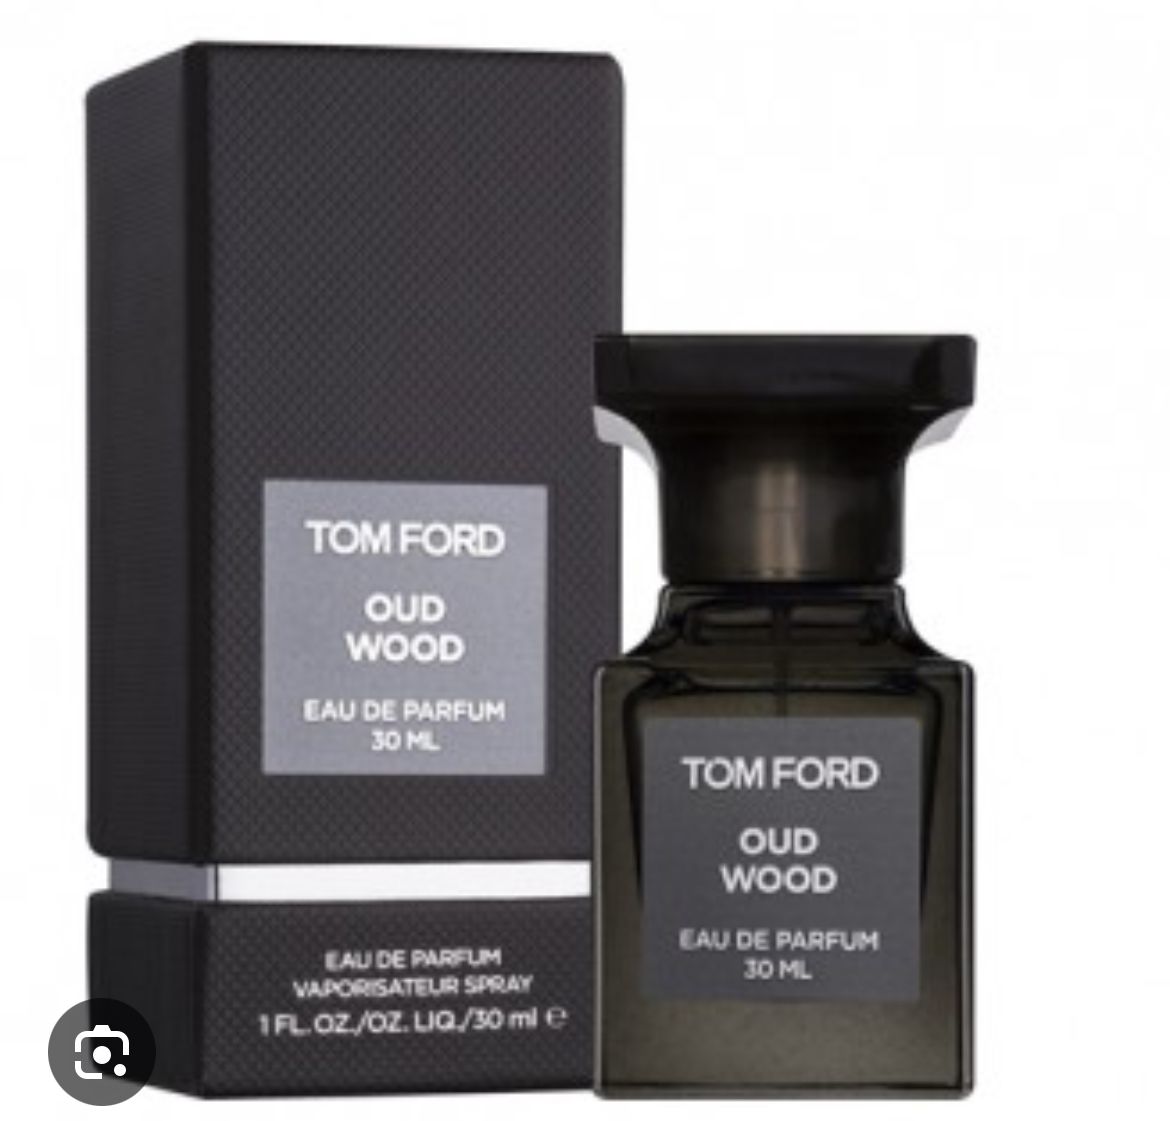 TOM FORD
OUD
WOOD
EAU DE PARFUM
30 ML
EAU DE PARFUM
VAPORISATEUR SPRAY
1 FL. OZ./OZ. LIQ./30 ml ℮
TOM FORD
OUD
WOOD
EAU DE PARFUM
30 ML